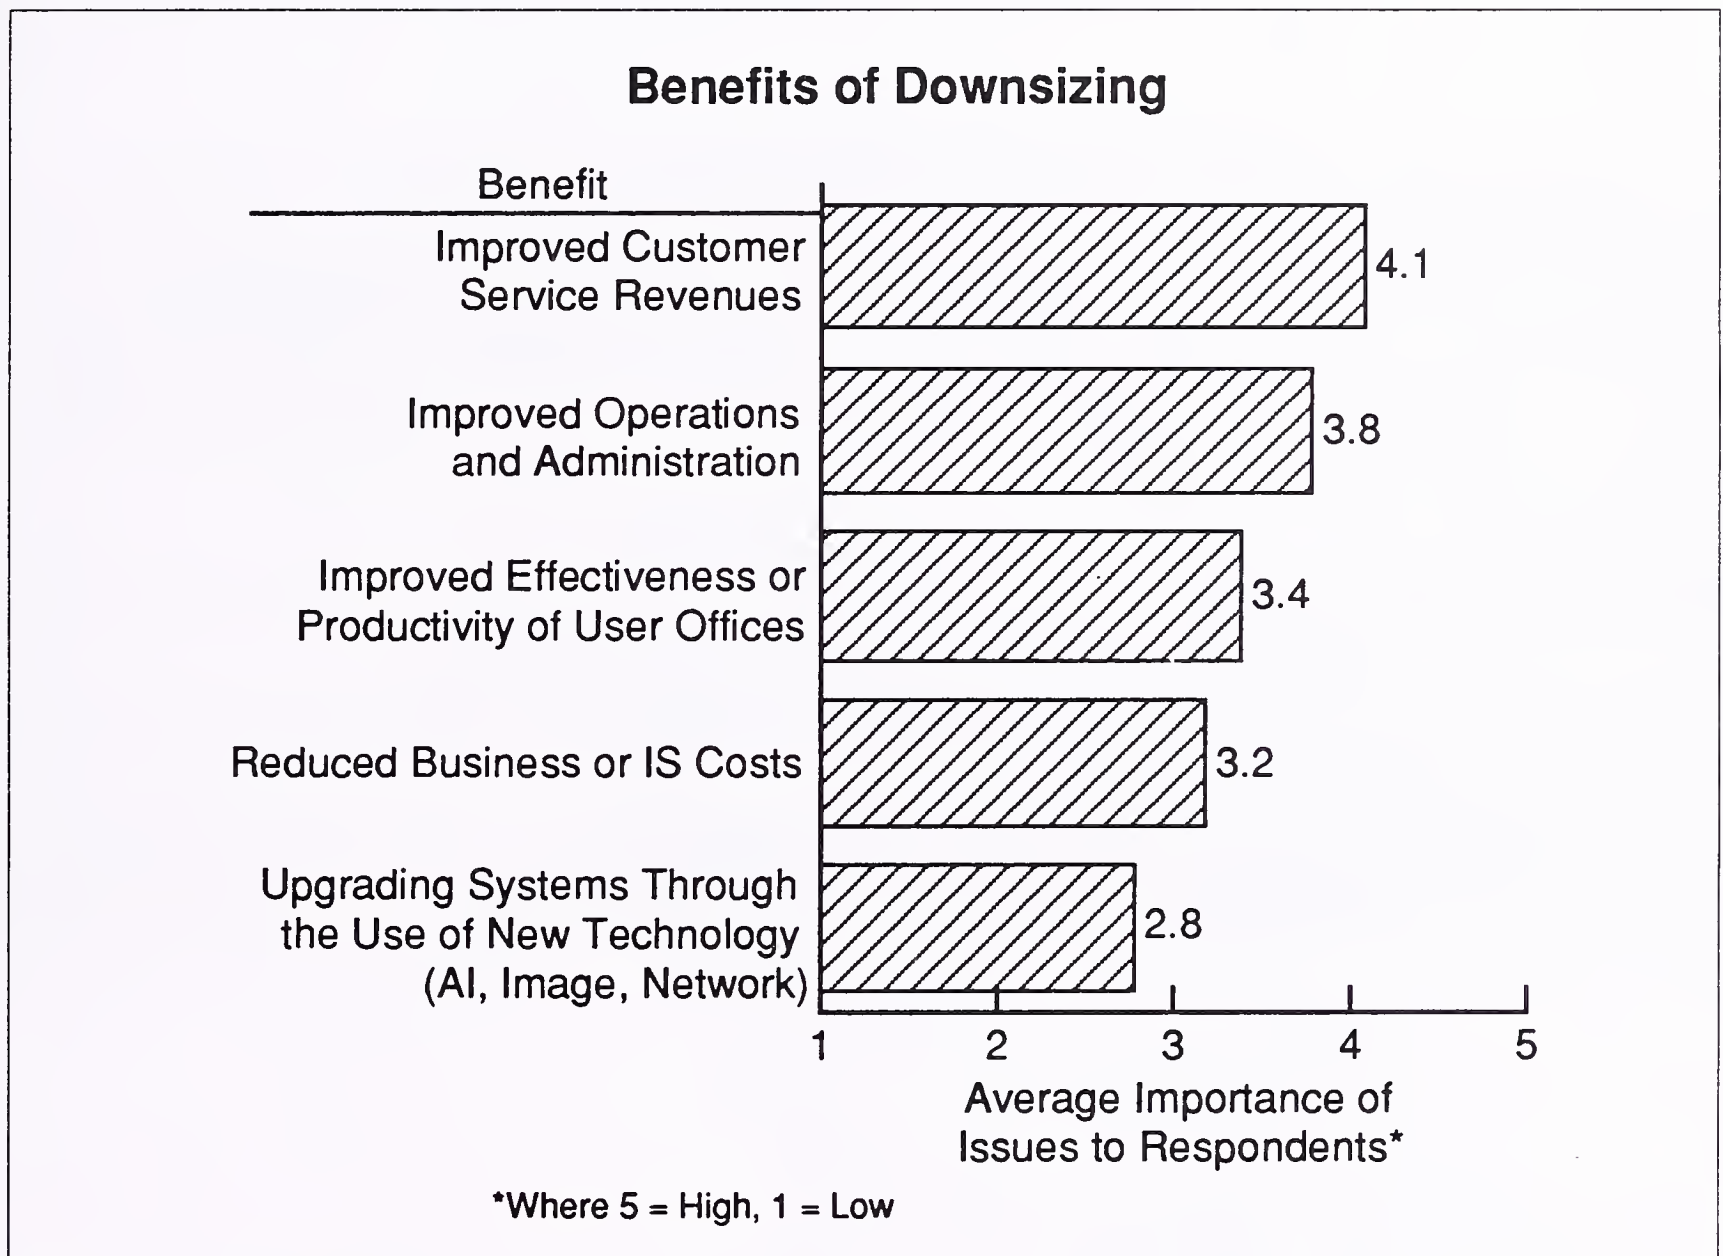 Benefits of Downsizing
Benefit
Improved Customer
Service Revenues
4.1
Improved Operations
and Administration
3.8
Improved Effectiveness or
Productivity of User Offices
3.4
Reduced Business or IS Costs
3.2
Upgrading Systems Through
the Use of New Technology
(AI, Image, Network)
2.8
1 2 3 4 5
Average Importance of
Issues to Respondents*
*Where 5 = High, 1 = Low